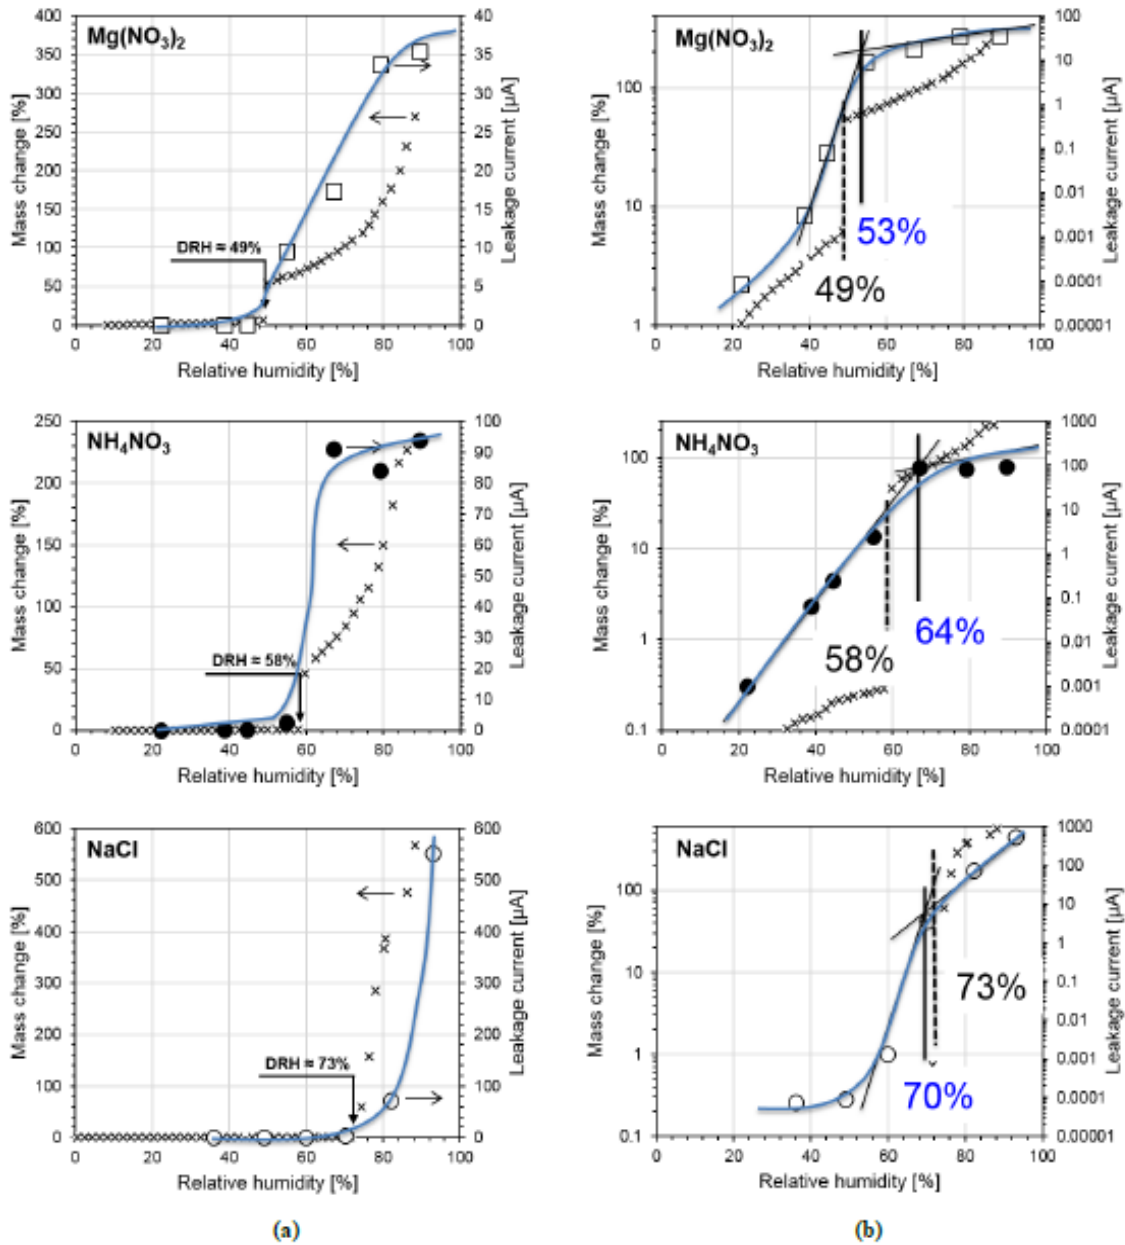 Mg(NO₃)₂
DRH ≈ 49%
400
350
300
250
200
150
100
50
0
40
35
30
25
20
15
10
5
0
0 20 40 60 80 100
Mass change [%]
Leakage current [µA]
Relative humidity [%]
Mg(NO₃)₂
53%
49%
100
10
1
100
10
1
0.1
0.01
0.001
0.0001
0.00001
0 20 40 60 80 100
Mass change [%]
Leakage current [µA]
Relative humidity [%]
NH₄NO₃
DRH ≈ 58%
250
200
150
200
100
50
0
100
90
80
70
60
50
40
30
20
10
0
0 20 40 60 80 100
Mass change [%]
Leakage current [µA]
Relative humidity [%]
NH₄NO₃
64%
58%
100
10
1
0.1
1000
100
10
1
0.1
0.01
0.001
0.0001
20 40 60 80 100
Mass change [%]
Leakage current [µA]
Relative humidity [%]
NaCl
DRH ≈ 73%
600
500
400
300
200
100
0
600
500
400
300
200
100
0
0 20 40 60 80 100
Mass change [%]
Leakage current [µA]
Relative humidity [%]
NaCl
73%
70%
100
10
1
0.1
1000
100
10
1
0.1
0.01
0.001
0.0001
0.00001
0 20 40 60 80 100
Mass change [%]
Leakage current [µA]
Relative humidity [%]
(a)
(b)